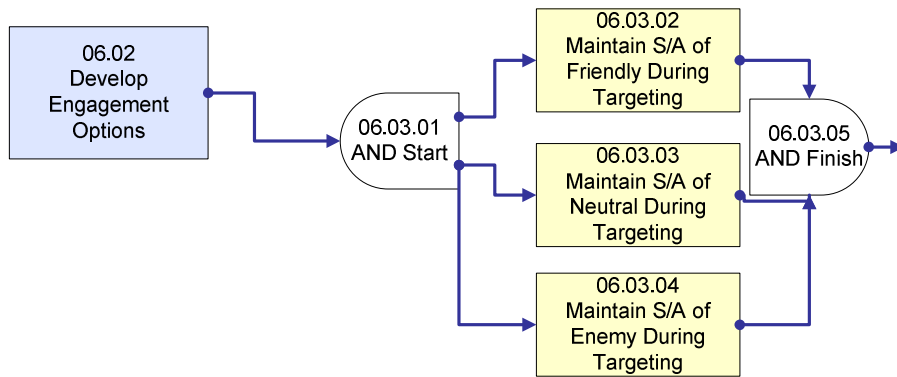 06.02
Develop
Engagement
Options
06.03.01
AND Start
06.03.02
Maintain S/A of
Friendly During
Targeting
06.03.03
Maintain S/A of
Neutral During
Targeting
06.03.04
Maintain S/A of
Enemy During
Targeting
06.03.05
AND Finish